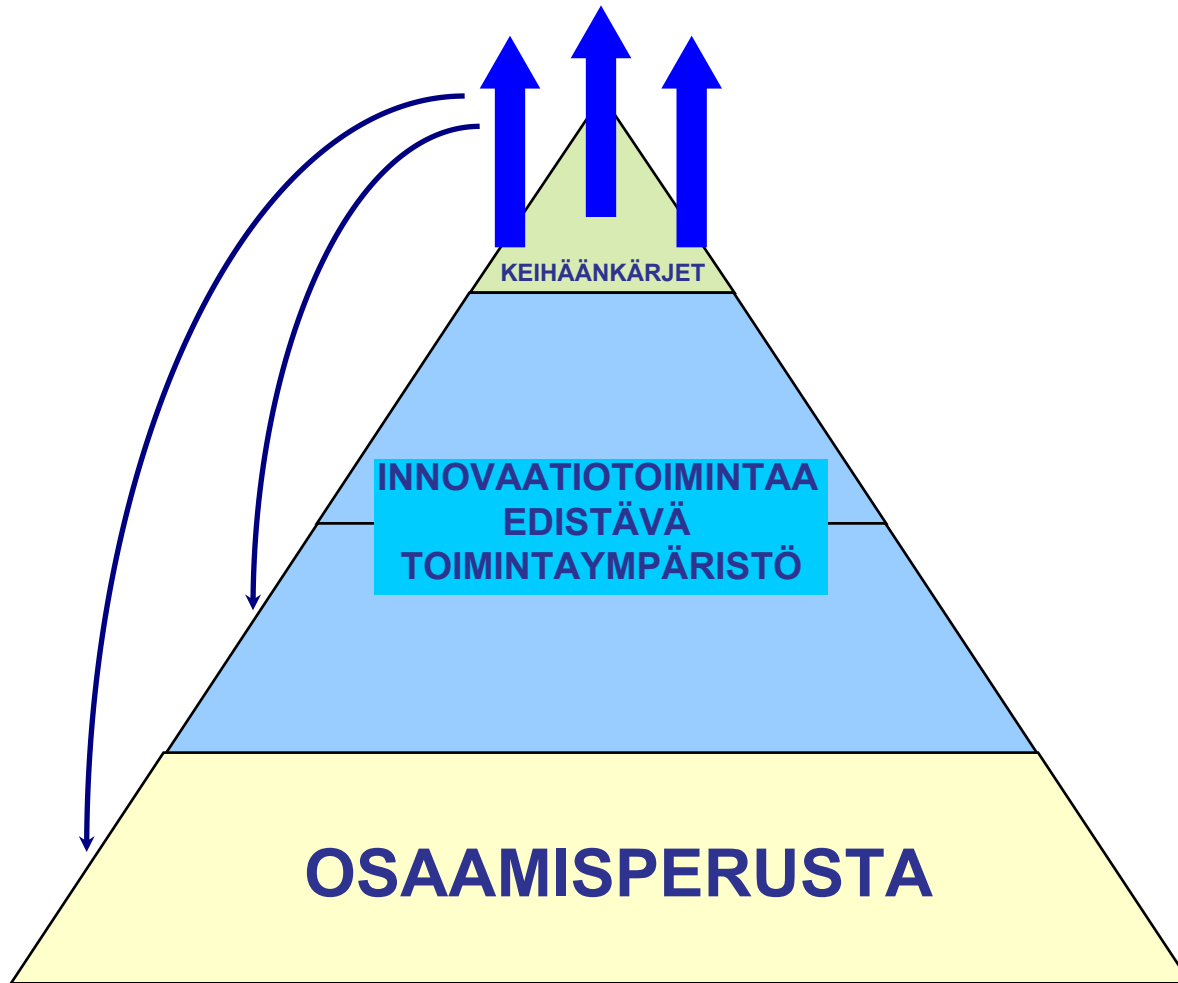 KEIHÄÄNKÄRJET
INNOVAATIOTOIMINTAA
EDISTÄVÄ
TOIMINTAYMPÄRISTÖ
OSAAMISPERUSTA